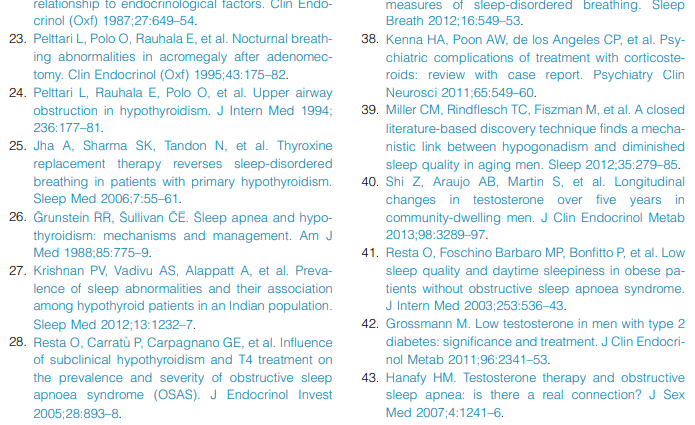 relationship to endocrinological factors. Clin Endo-
crinol (Oxf) 1987;27:649–54.
23. Pelttari L, Polo O, Rauhala E, et al. Nocturnal breath-
ing abnormalities in acromegaly after adenomec-
tomy. Clin Endocrinol (Oxf) 1995;43:175–82.
24. Pelttari L, Rauhala E, Polo O, et al. Upper airway
obstruction in hypothyroidism. J Intern Med 1994;
236:177–81.
25. Jha A, Sharma SK, Tandon N, et al. Thyroxine
replacement therapy reverses sleep-disordered
breathing in patients with primary hypothyroidism.
Sleep Med 2006;7:55–61.
26. Grunstein RR, Sullivan CE. Sleep apnea and hypo-
thyroidism: mechanisms and management. Am J
Med 1988;85:775–9.
27. Krishnan PV, Vadivu AS, Alappatt A, et al. Preva-
lence of sleep abnormalities and their association
among hypothyroid patients in an Indian population.
Sleep Med 2012;13:1232–7.
28. Resta O, Carratù P, Carpagnano GE, et al. Influence
of subclinical hypothyroidism and T4 treatment on
the prevalence and severity of obstructive sleep
apnoea syndrome (OSAS). J Endocrinol Invest
2005;28:893–8.
measures of sleep-disordered breathing. Sleep
Breath 2012;16:549–53.
38. Kenna HA, Poon AW, de los Angeles CP, et al. Psy-
chiatric complications of treatment with corticoste-
roids: review with case report. Psychiatry Clin
Neurosci 2011;65:549–60.
39. Miller CM, Rindflesch TC, Fiszman M, et al. A closed
literature-based discovery technique finds a mecha-
nistic link between hypogonadism and diminished
sleep quality in aging men. Sleep 2012;35:279–85.
40. Shi Z, Araujo AB, Martin S, et al. Longitudinal
changes in testosterone over five years in
community-dwelling men. J Clin Endocrinol Metab
2013;98:3289–97.
41. Resta O, Foschino Barbaro MP, Bonfitto P, et al. Low
sleep quality and daytime sleepiness in obese pa-
tients without obstructive sleep apnoea syndrome.
J Intern Med 2003;253:536–43.
42. Grossmann M. Low testosterone in men with type 2
diabetes: significance and treatment. J Clin Endocri-
nol Metab 2011;96:2341–53.
43. Hanafy HM. Testosterone therapy and obstructive
sleep apnea: is there a real connection? J Sex
Med 2007;4:1241–6.